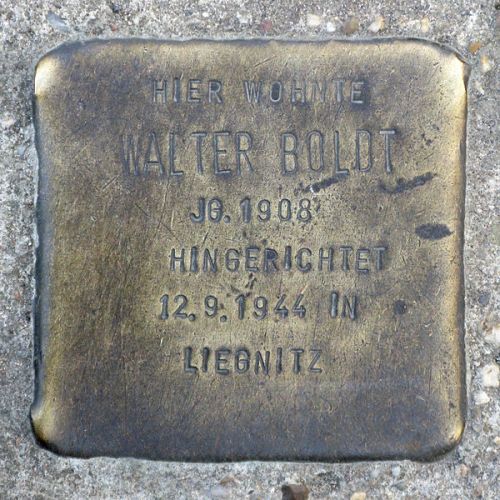 HIER WOHNTE
WALTER BOLDT
JG. 1908
HINGERICHTET
12.9.1944 IN
LIEGNITZ